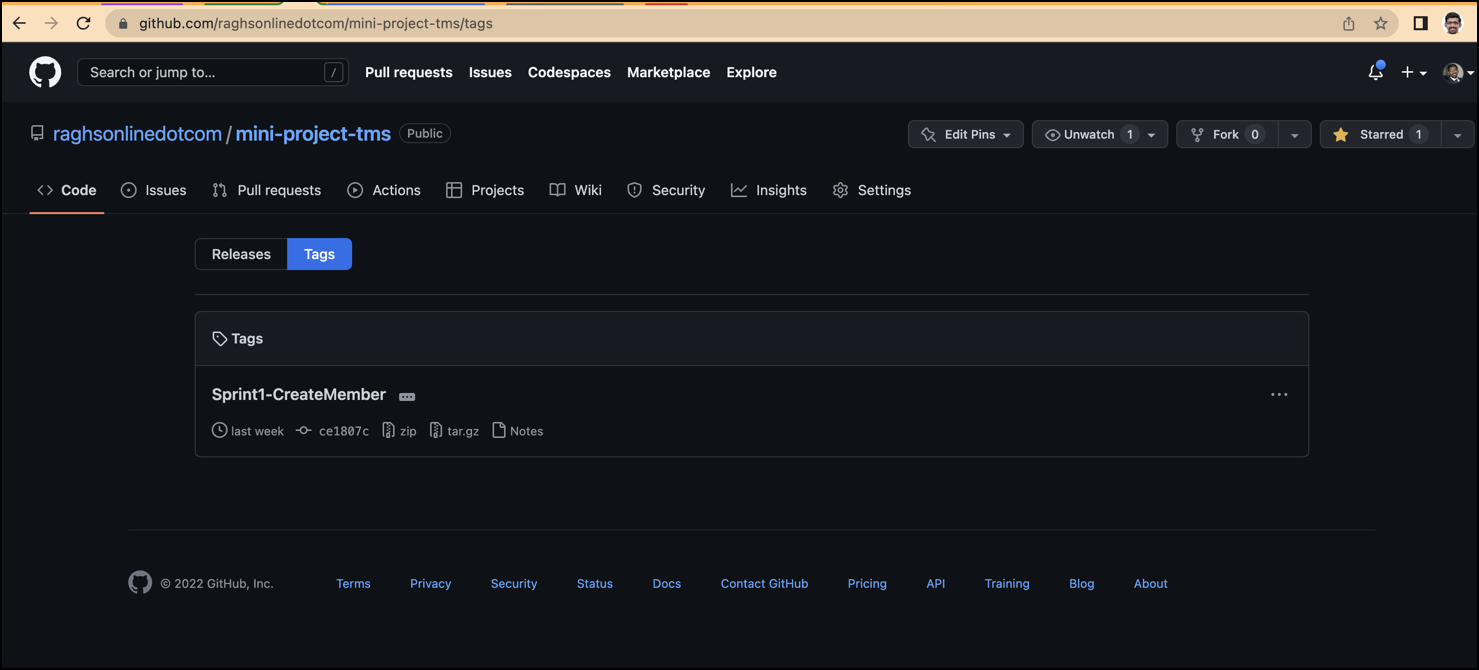 github.com/raghsonlinedotcom/mini-project-tms/tags
Search or jump to... / Pull requests Issues Codespaces Marketplace Explore
raghsonlinedotcom / mini-project-tms Public Edit Pins Unwatch 1 Fork 0 Starred 1
Code Issues Pull requests Actions Projects Wiki Security Insights Settings
Releases Tags
Tags
Sprint1-CreateMember
last week ce1807c zip tar.gz Notes
© 2022 GitHub, Inc. Terms Privacy Security Status Docs Contact GitHub Pricing API Training Blog About